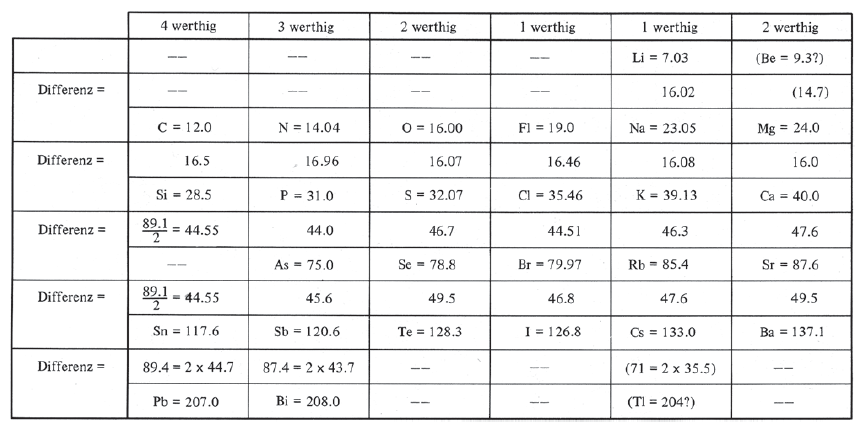 4 werthig 3 werthig 2 werthig 1 werthig 1 werthig 2 werthig
—— —— —— —— Li = 7.03 (Be = 9.3?)
Differenz = —— —— —— —— 16.02 (14.7)
C = 12.0 N = 14.04 O = 16.00 Fl = 19.0 Na = 23.05 Mg = 24.0
Differenz = 16.5 16.96 16.07 16.46 16.08 16.0
Si = 28.5 P = 31.0 S = 32.07 Cl = 35.46 K = 39.13 Ca = 40.0
Differenz = 89.1/2 = 44.55 44.0 46.7 44.51 46.3 47.6
—— As = 75.0 Se = 78.8 Br = 79.97 Rb = 85.4 Sr = 87.6
Differenz = 89.1/2 = 44.55 45.6 49.5 46.8 47.6 49.5
Sn = 117.6 Sb = 120.6 Te = 128.3 I = 126.8 Cs = 133.0 Ba = 137.1
Differenz = 89.4 = 2 x 44.7 87.4 = 2 x 43.7 —— —— (71 = 2 x 35.5) ——
Pb = 207.0 Bi = 208.0 —— —— (Tl = 204?) ——